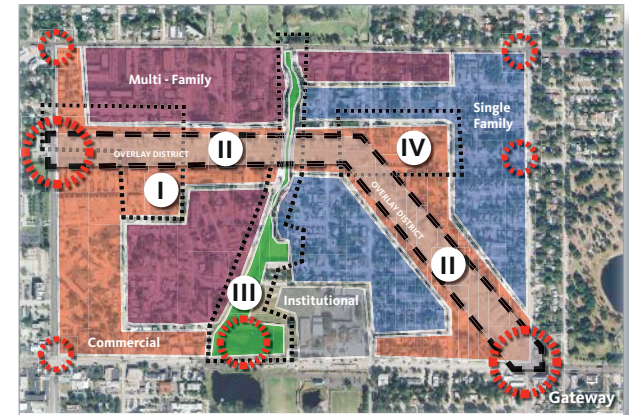 Multi - Family
Single
Family
OVERLAY DISTRICT
II
IV
I
OVERLAY DISTRICT
II
III
Institutional
Commercial
Gateway